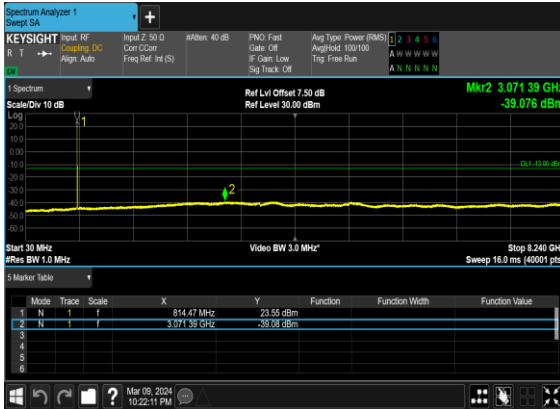 Spectrum Analyzer 1
Swept SA
+
KEYSIGHT
R T
Input: RF
Coupling: DC
Align: Auto
Input Z: 50 Ω
Corr CCorr
Freq Ref: Int (S)
#Atten: 40 dB
PNO: Fast
Gate: Off
IF Gain: Low
Sig Track: Off
Avg Type: Power (RMS)
Avg|Hold: 100/100
Trig: Free Run
1 2 3 4 5 6
A W W W W W
A N N N N N
1 Spectrum
Scale/Div 10 dB
Ref Lvl Offset 7.50 dB
Ref Level 30.00 dBm
Mkr2 3.071 39 GHz
-39.076 dBm
Log
20.0
10.0
0.00
-10.0
-20.0
-30.0
-40.0
-50.0
-60.0
1
2
DL1 -13.00 dBm
Start 30 MHz
#Res BW 1.0 MHz
Video BW 3.0 MHz*
Stop 8.240 GHz
Sweep 16.0 ms (40001 pts)
5 Marker Table
Mode Trace Scale X Y Function Function Width Function Value
1 N 1 f 814.47 MHz 23.55 dBm
2 N 1 f 3.071 39 GHz -39.08 dBm
3
4
5
6
?
Mar 09, 2024
10:22:11 PM